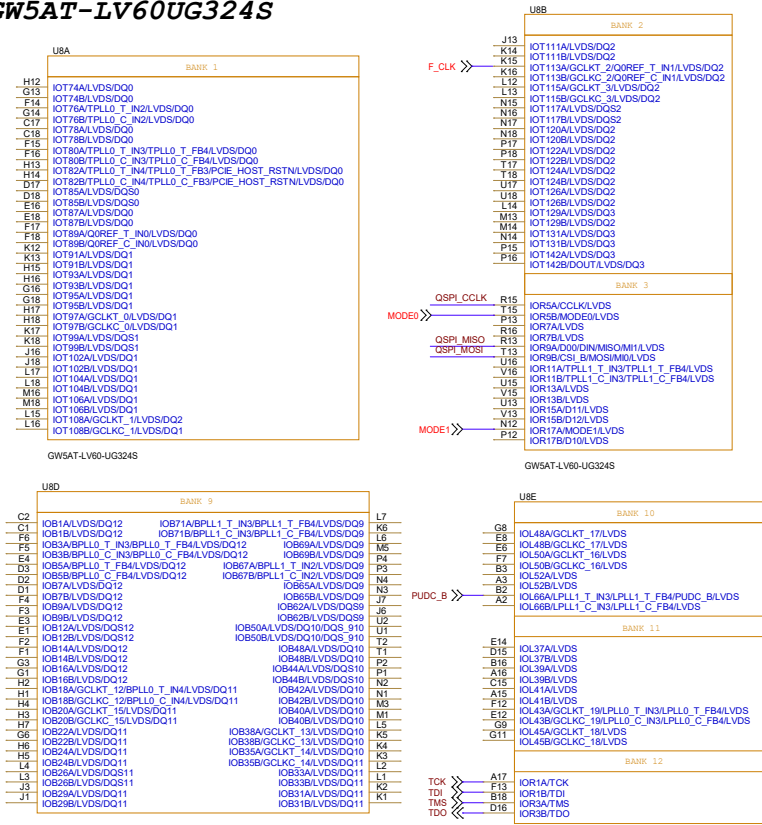 GW5AT-LV60UG324S
U8A
BANK 1
H12 IOT74A/LVDS/DQ0
G13 IOT74B/LVDS/DQ0
F14 IOT76A/TPLL0_T_IN2/LVDS/DQ0
G14 IOT76B/TPLL0_C_IN2/LVDS/DQ0
C17 IOT78A/LVDS/DQ0
C18 IOT78B/LVDS/DQ0
F15 IOT80A/TPLL0_T_IN3/TPLL0_T_FB4/LVDS/DQ0
F16 IOT80B/TPLL0_C_IN3/TPLL0_C_FB4/LVDS/DQ0
H13 IOT82A/TPLL0_T_IN4/TPLL0_T_FB3/PCIE_HOST_RSTN/LVDS/DQ0
H14 IOT82B/TPLL0_C_IN4/TPLL0_C_FB3/PCIE_HOST_RSTN/LVDS/DQ0
D17 IOT85A/LVDS/DQS0
D18 IOT85B/LVDS/DQS0
E16 IOT87A/LVDS/DQ0
E18 IOT87B/LVDS/DQ0
F17 IOT89A/Q0REF_T_IN0/LVDS/DQ0
F18 IOT89B/Q0REF_C_IN0/LVDS/DQ0
K12 IOT91A/LVDS/DQ1
K13 IOT91B/LVDS/DQ1
H15 IOT93A/LVDS/DQ1
H16 IOT93B/LVDS/DQ1
G16 IOT95A/LVDS/DQ1
G18 IOT95B/LVDS/DQ1
H17 IOT97A/GCLKT_0/LVDS/DQ1
H18 IOT97B/GCLKC_0/LVDS/DQ1
K17 IOT99A/LVDS/DQS1
K18 IOT99B/LVDS/DQS1
J16 IOT102A/LVDS/DQ1
J18 IOT102B/LVDS/DQ1
L17 IOT104A/LVDS/DQ1
L18 IOT104B/LVDS/DQ1
M16 IOT106A/LVDS/DQ1
M18 IOT106B/LVDS/DQ1
L15 IOT108A/GCLKT_1/LVDS/DQ2
L16 IOT108B/GCLKC_1/LVDS/DQ1
GW5AT-LV60-UG324S
U8B
BANK 2
J13 IOT111A/LVDS/DQ2
K14 IOT111B/LVDS/DQ2
F_CLK K15 IOT113A/GCLKT_2/Q0REF_T_IN1/LVDS/DQ2
K16 IOT113B/GCLKC_2/Q0REF_C_IN1/LVDS/DQ2
L12 IOT115A/GCLKT_3/LVDS/DQ2
L13 IOT115B/GCLKC_3/LVDS/DQ2
N15 IOT117A/LVDS/DQS2
N16 IOT117B/LVDS/DQS2
N17 IOT120A/LVDS/DQ2
N18 IOT120B/LVDS/DQ2
P17 IOT122A/LVDS/DQ2
P18 IOT122B/LVDS/DQ2
T17 IOT124A/LVDS/DQ2
T18 IOT124B/LVDS/DQ2
U17 IOT126A/LVDS/DQ2
U18 IOT126B/LVDS/DQ2
L14 IOT129A/LVDS/DQ3
M13 IOT129B/LVDS/DQ3
M14 IOT131A/LVDS/DQ3
N14 IOT131B/LVDS/DQ3
P15 IOT142A/LVDS/DQ3
P16 IOT142B/DOUT/LVDS/DQ3
BANK 3
QSPI_CCLK R15 IOR5A/CCLK/LVDS
MODE0 T15 IOR5B/MODE0/LVDS
P13 IOR7A/LVDS
R16 IOR7B/LVDS
QSPI_MISO R13 IOR9A/D00/DIN/MISO/MI1/LVDS
QSPI_MOSI T13 IOR9B/CSI_B/MOSI/MI0/LVDS
U16 IOR11A/TPLL1_T_IN3/TPLL1_T_FB4/LVDS
V16 IOR11B/TPLL1_C_IN3/TPLL1_C_FB4/LVDS
U15 IOR13A/LVDS
V15 IOR13B/LVDS
U13 IOR15A/D11/LVDS
V13 IOR15B/D12/LVDS
MODE1 N12 IOR17A/MODE1/LVDS
P12 IOR17B/D10/LVDS
GW5AT-LV60-UG324S
U8D
BANK 9
C2 IOB1A/LVDS/DQ12 IOB71A/BPLL1_T_IN3/BPLL1_T_FB4/LVDS/DQ9 L7
C1 IOB1B/LVDS/DQ12 IOB71B/BPLL1_C_IN3/BPLL1_C_FB4/LVDS/DQ9 K6
F6 IOB3A/BPLL0_T_IN3/BPLL0_T_FB4/LVDS/DQ12 IOB69A/LVDS/DQ9 L6
F5 IOB3B/BPLL0_C_IN3/BPLL0_C_FB4/LVDS/DQ12 IOB69B/LVDS/DQ9 M5
E4 IOB5A/BPLL0_T_FB4/LVDS/DQ12 IOB67A/BPLL1_T_IN2/LVDS/DQ9 P4
D3 IOB5B/BPLL0_C_FB4/LVDS/DQ12 IOB67B/BPLL1_C_IN2/LVDS/DQ9 P3
D2 IOB7A/LVDS/DQ12 IOB65A/LVDS/DQ9 N4
D1 IOB7B/LVDS/DQ12 IOB65B/LVDS/DQ9 N3
F4 IOB9A/LVDS/DQ12 IOB62A/LVDS/DQS9 J7
F3 IOB9B/LVDS/DQ12 IOB62B/LVDS/DQS9 J6
E3 IOB12A/LVDS/DQS12 IOB50A/LVDS/DQ10/DQS_910 U2
E1 IOB12B/LVDS/DQS12 IOB50B/LVDS/DQ10/DQS_910 U1
F2 IOB14A/LVDS/DQ12 IOB48A/LVDS/DQ10 T2
F1 IOB14B/LVDS/DQ12 IOB48B/LVDS/DQ10 T1
G3 IOB16A/LVDS/DQ12 IOB44A/LVDS/DQS10 P2
G1 IOB16B/LVDS/DQ12 IOB44B/LVDS/DQS10 P1
H2 IOB18A/GCLKT_12/BPLL0_T_IN4/LVDS/DQ11 IOB42A/LVDS/DQ10 N2
H1 IOB18B/GCLKC_12/BPLL0_C_IN4/LVDS/DQ11 IOB42B/LVDS/DQ10 N1
H4 IOB20A/GCLKT_15/LVDS/DQ11 IOB40A/LVDS/DQ10 M3
H3 IOB20B/GCLKC_15/LVDS/DQ11 IOB40B/LVDS/DQ10 M1
H7 IOB22A/LVDS/DQ11 IOB38A/GCLKT_13/LVDS/DQ10 L5
G6 IOB22B/LVDS/DQ11 IOB38B/GCLKC_13/LVDS/DQ10 K5
H6 IOB24A/LVDS/DQ11 IOB35A/GCLKT_14/LVDS/DQ11 K4
H5 IOB24B/LVDS/DQ11 IOB35B/GCLKC_14/LVDS/DQ11 K3
L4 IOB26A/LVDS/DQS11 IOB33A/LVDS/DQ11 L2
L3 IOB26B/LVDS/DQS11 IOB33B/LVDS/DQ11 L1
J3 IOB29A/LVDS/DQ11 IOB31A/LVDS/DQ11 K2
J1 IOB29B/LVDS/DQ11 IOB31B/LVDS/DQ11 K1
U8E
BANK 10
G8 IOL48A/GCLKT_17/LVDS
E8 IOL48B/GCLKC_17/LVDS
E6 IOL50A/GCLKT_16/LVDS
F7 IOL50B/GCLKC_16/LVDS
B3 IOL52A/LVDS
A3 IOL52B/LVDS
PUDC_B B2 IOL66A/LPLL1_T_IN3/LPLL1_T_FB4/PUDC_B/LVDS
A2 IOL66B/LPLL1_C_IN3/LPLL1_C_FB4/LVDS
BANK 11
E14 IOL37A/LVDS
D15 IOL37B/LVDS
B16 IOL39A/LVDS
A16 IOL39B/LVDS
C15 IOL41A/LVDS
A15 IOL41B/LVDS
F12 IOL43A/GCLKT_19/LPLL0_T_IN3/LPLL0_T_FB4/LVDS
E12 IOL43B/GCLKC_19/LPLL0_C_IN3/LPLL0_C_FB4/LVDS
G9 IOL45A/GCLKT_18/LVDS
G11 IOL45B/GCLKC_18/LVDS
BANK 12
TCK A17 IOR1A/TCK
TDI F13 IOR1B/TDI
TMS B18 IOR3A/TMS
TDO D16 IOR3B/TDO